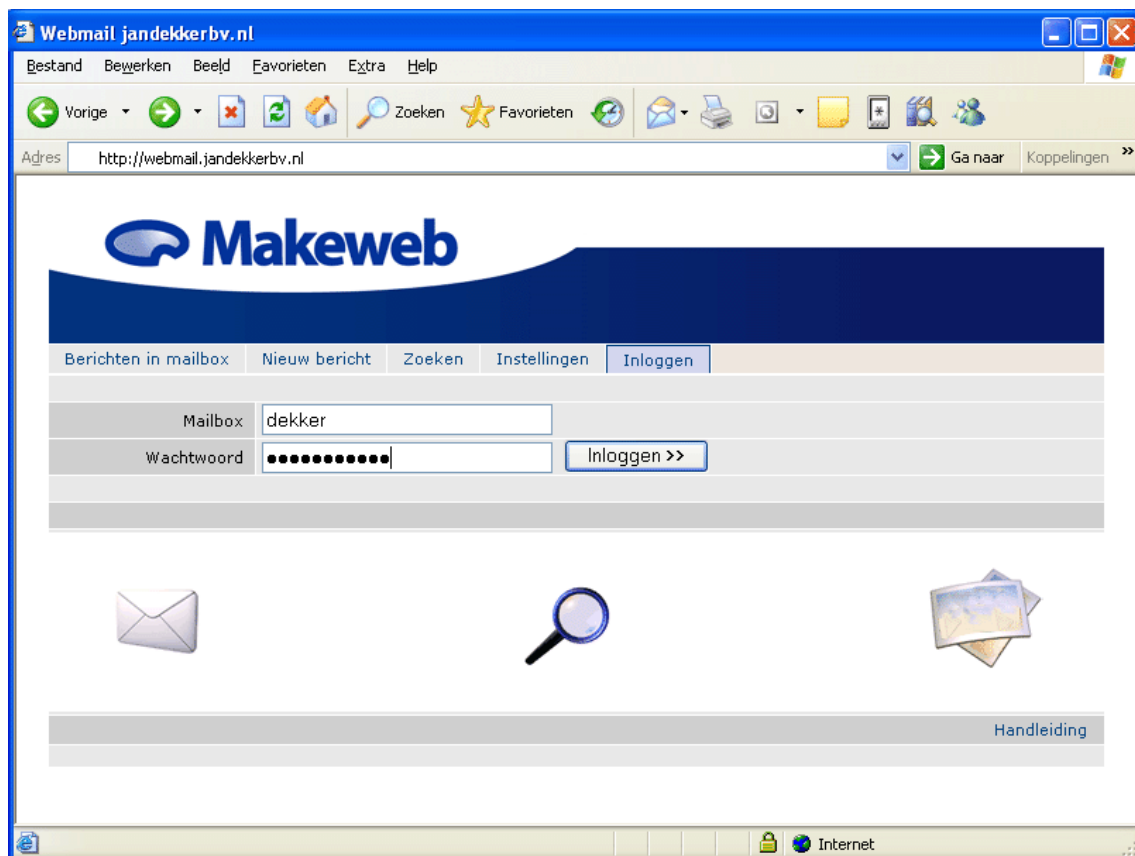 Webmail jandekkerbv.nl
Bestand Bewerken Beeld Favorieten Extra Help
Vorige Zoeken Favorieten
Adres http://webmail.jandekkerbv.nl Ga naar Koppelingen »
Makeweb
Berichten in mailbox Nieuw bericht Zoeken Instellingen Inloggen
Mailbox dekker
Wachtwoord ●●●●●●●●●●● Inloggen >>
Handleiding
Internet